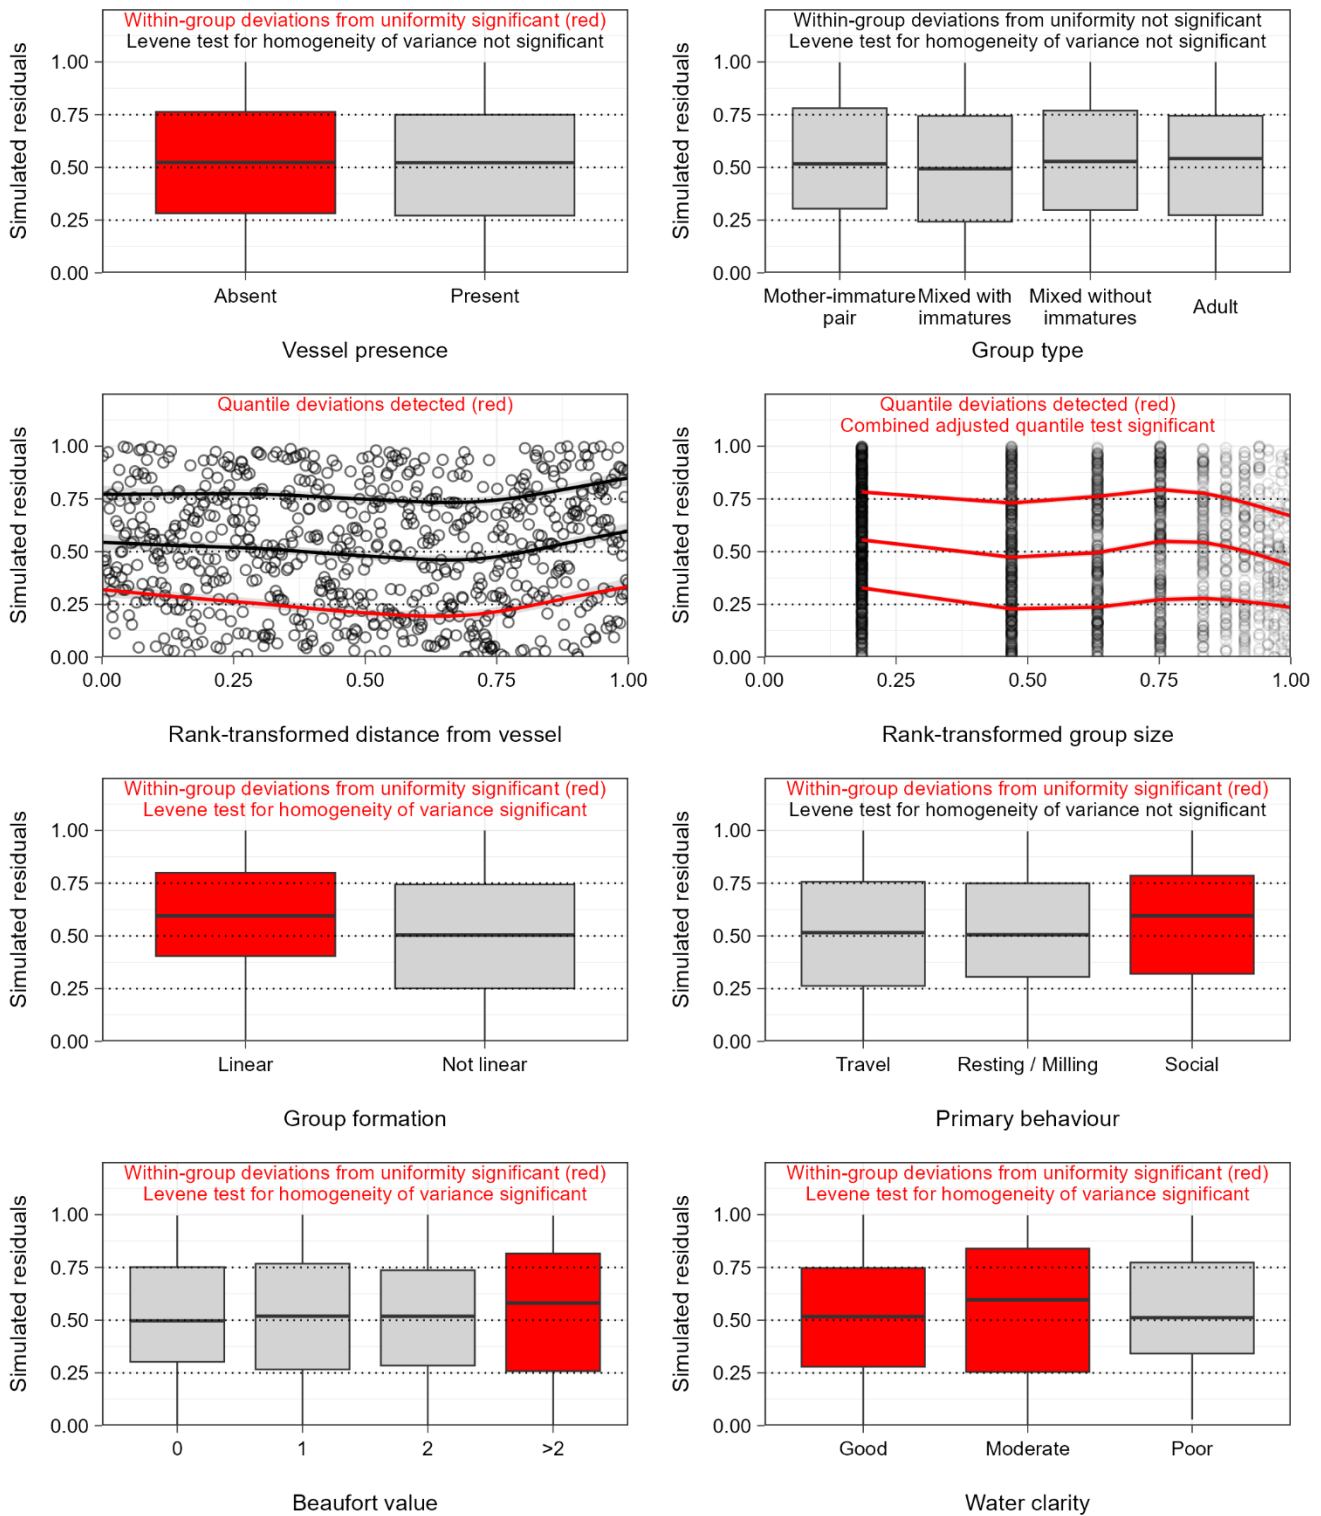 Within-group deviations from uniformity significant (red)
Levene test for homogeneity of variance not significant
Simulated residuals
1.00
0.75
0.50
0.25
0.00
Absent
Present
Vessel presence
Within-group deviations from uniformity not significant
Levene test for homogeneity of variance not significant
Simulated residuals
1.00
0.75
0.50
0.25
0.00
Mother-immature
pair
Mixed with
immatures
Mixed without
immatures
Adult
Group type
Quantile deviations detected (red)
Simulated residuals
1.00
0.75
0.50
0.25
0.00
0.00
0.25
0.50
0.75
1.00
Rank-transformed distance from vessel
Quantile deviations detected (red)
Combined adjusted quantile test significant
Simulated residuals
1.00
0.75
0.50
0.25
0.00
0.00
0.25
0.50
0.75
1.00
Rank-transformed group size
Within-group deviations from uniformity significant (red)
Levene test for homogeneity of variance significant
Simulated residuals
1.00
0.75
0.50
0.25
0.00
Linear
Not linear
Group formation
Within-group deviations from uniformity significant (red)
Levene test for homogeneity of variance not significant
Simulated residuals
1.00
0.75
0.50
0.25
0.00
Travel
Resting / Milling
Social
Primary behaviour
Within-group deviations from uniformity significant (red)
Levene test for homogeneity of variance significant
Simulated residuals
1.00
0.75
0.50
0.25
0.00
0
1
2
>2
Beaufort value
Within-group deviations from uniformity significant (red)
Levene test for homogeneity of variance significant
Simulated residuals
1.00
0.75
0.50
0.25
0.00
Good
Moderate
Poor
Water clarity